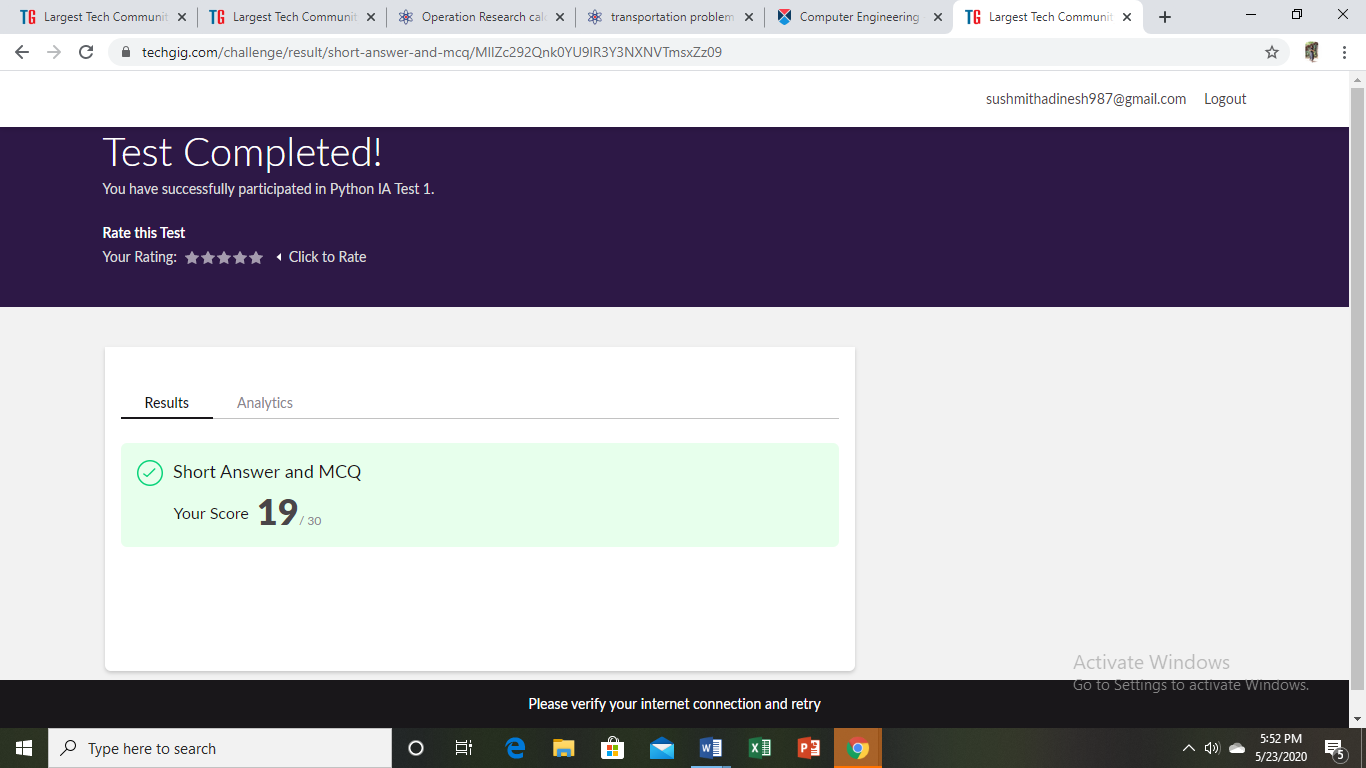 TG Largest Tech Communit
TG Largest Tech Communit
Operation Research cal
transportation problem
Computer Engineering
TG Largest Tech Communit
techgig.com/challenge/result/short-answer-and-mcq/
sushmithadinesh987@gmail.com Logout
Test Completed!
You have successfully participated in Python IA Test 1.
Rate this Test
Your Rating: Click to Rate
Results Analytics
Short Answer and MCQ
Your Score 19 / 30
Activate Windows
Go to Settings to activate Windows.
Please verify your internet connection and retry
Type here to search
5:52 PM
5/23/2020
5